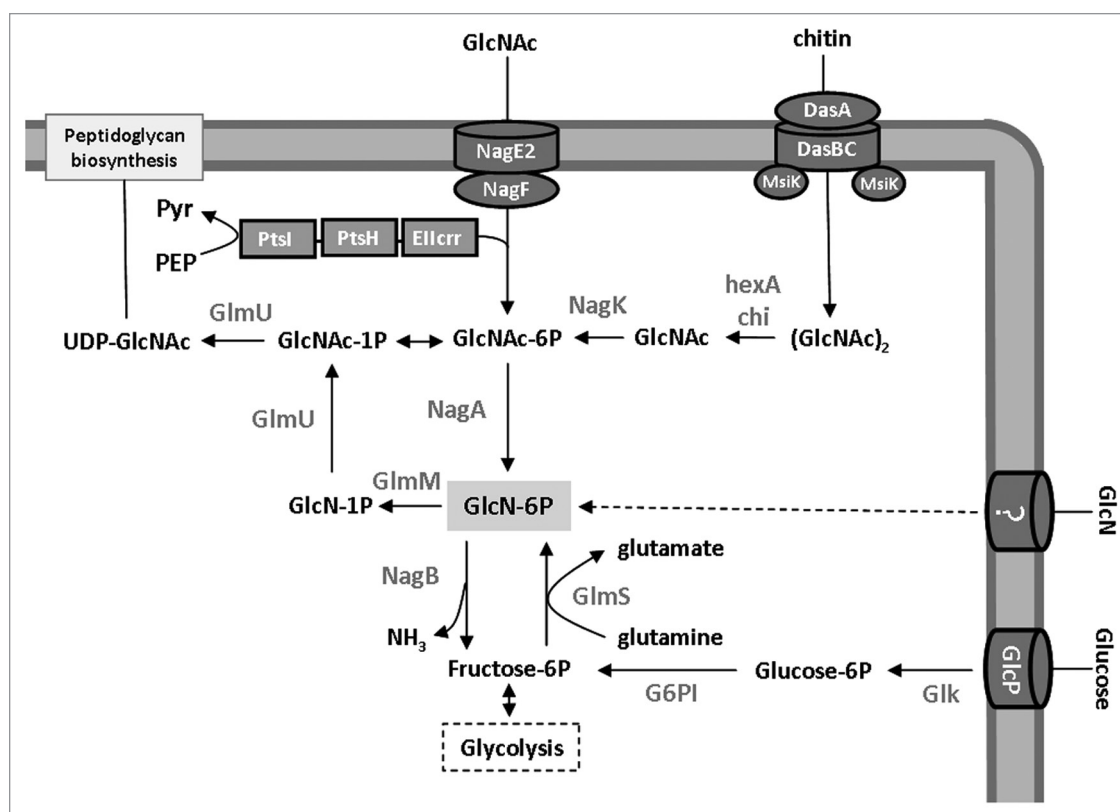 GlcNAc
chitin
DasA
Peptidoglycan
biosynthesis
NagE2
DasBC
NagF
MsiK
MsiK
Pyr
PtsI
PtsH
EIIcrr
PEP
hexA
chi
GlmU
NagK
UDP-GlcNAc
GlcNAc-1P
GlcNAc-6P
GlcNAc
(GlcNAc)2
GlmU
NagA
GlmM
GlcN-1P
GlcN-6P
?
GlcN
glutamate
NagB
GlmS
NH3
glutamine
Fructose-6P
Glucose-6P
GlcP
Glucose
G6PI
Glk
Glycolysis